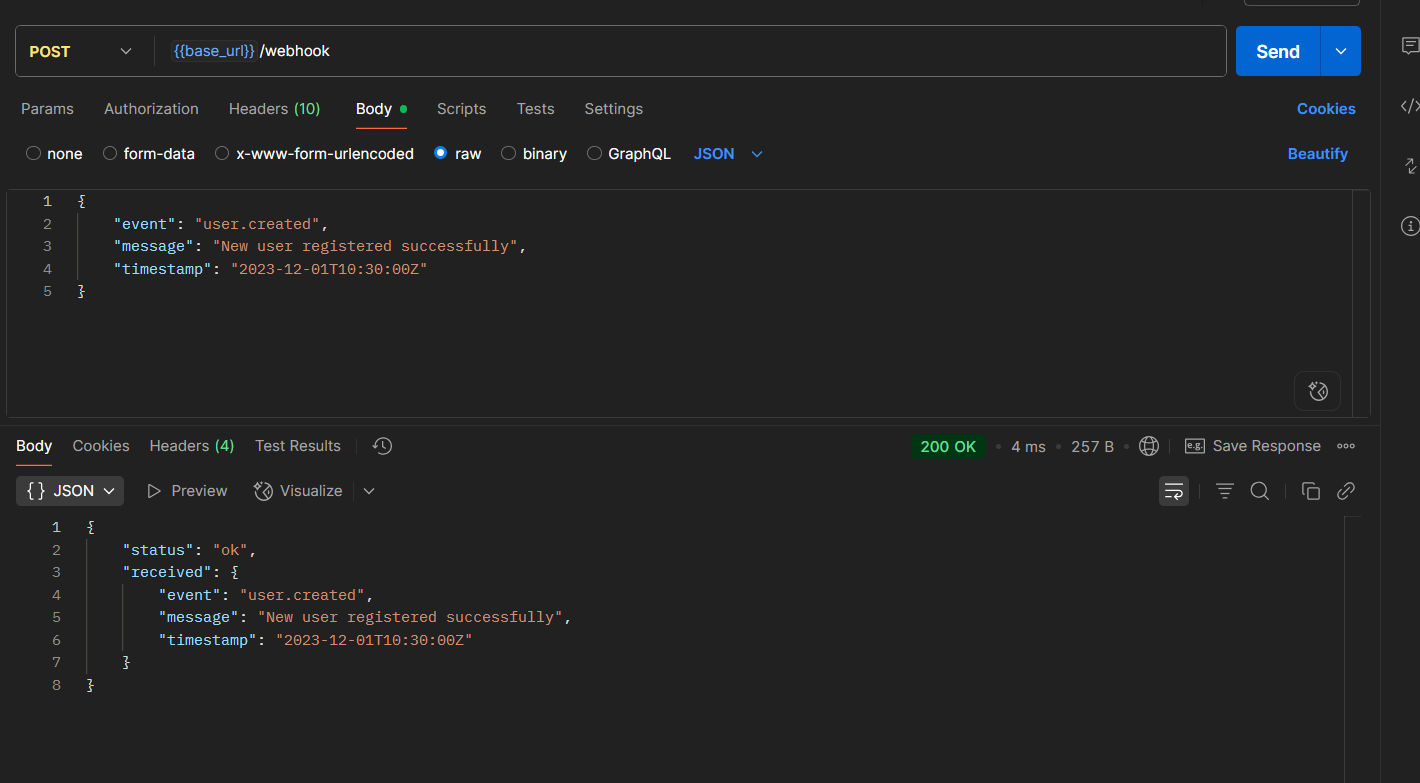 POST {{base_url}}/webhook Send
Params Authorization Headers (10) Body Scripts Tests Settings Cookies
none form-data x-www-form-urlencoded raw binary GraphQL JSON Beautify
1 {
2 "event": "user.created",
3 "message": "New user registered successfully",
4 "timestamp": "2023-12-01T10:30:00Z"
5 }
Body Cookies Headers (4) Test Results 200 OK 4 ms 257 B e.g. Save Response
{} JSON Preview Visualize
1 {
2 "status": "ok",
3 "received": {
4 "event": "user.created",
5 "message": "New user registered successfully",
6 "timestamp": "2023-12-01T10:30:00Z"
7 }
8 }